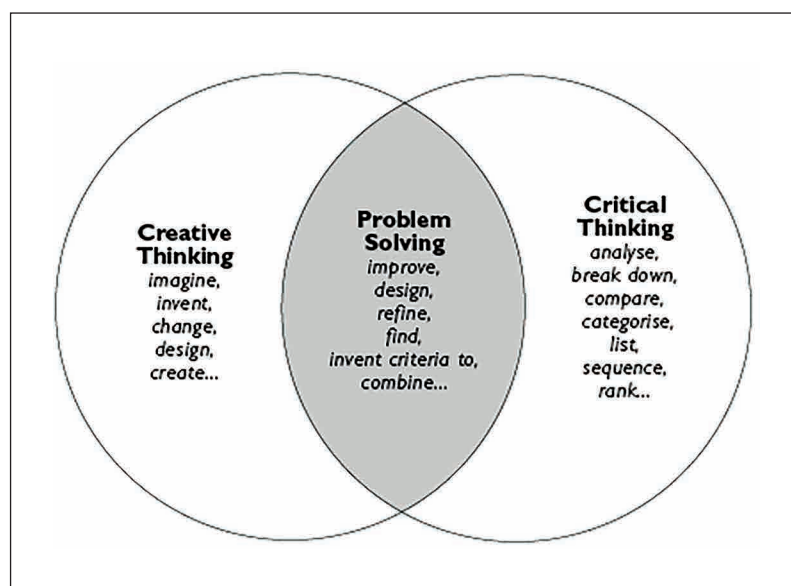 Creative
Thinking
imagine,
invent,
change,
design,
create...
Problem
Solving
improve,
design,
refine,
find,
invent criteria to,
combine...
Critical
Thinking
analyse,
break down,
compare,
categorise,
list,
sequence,
rank...